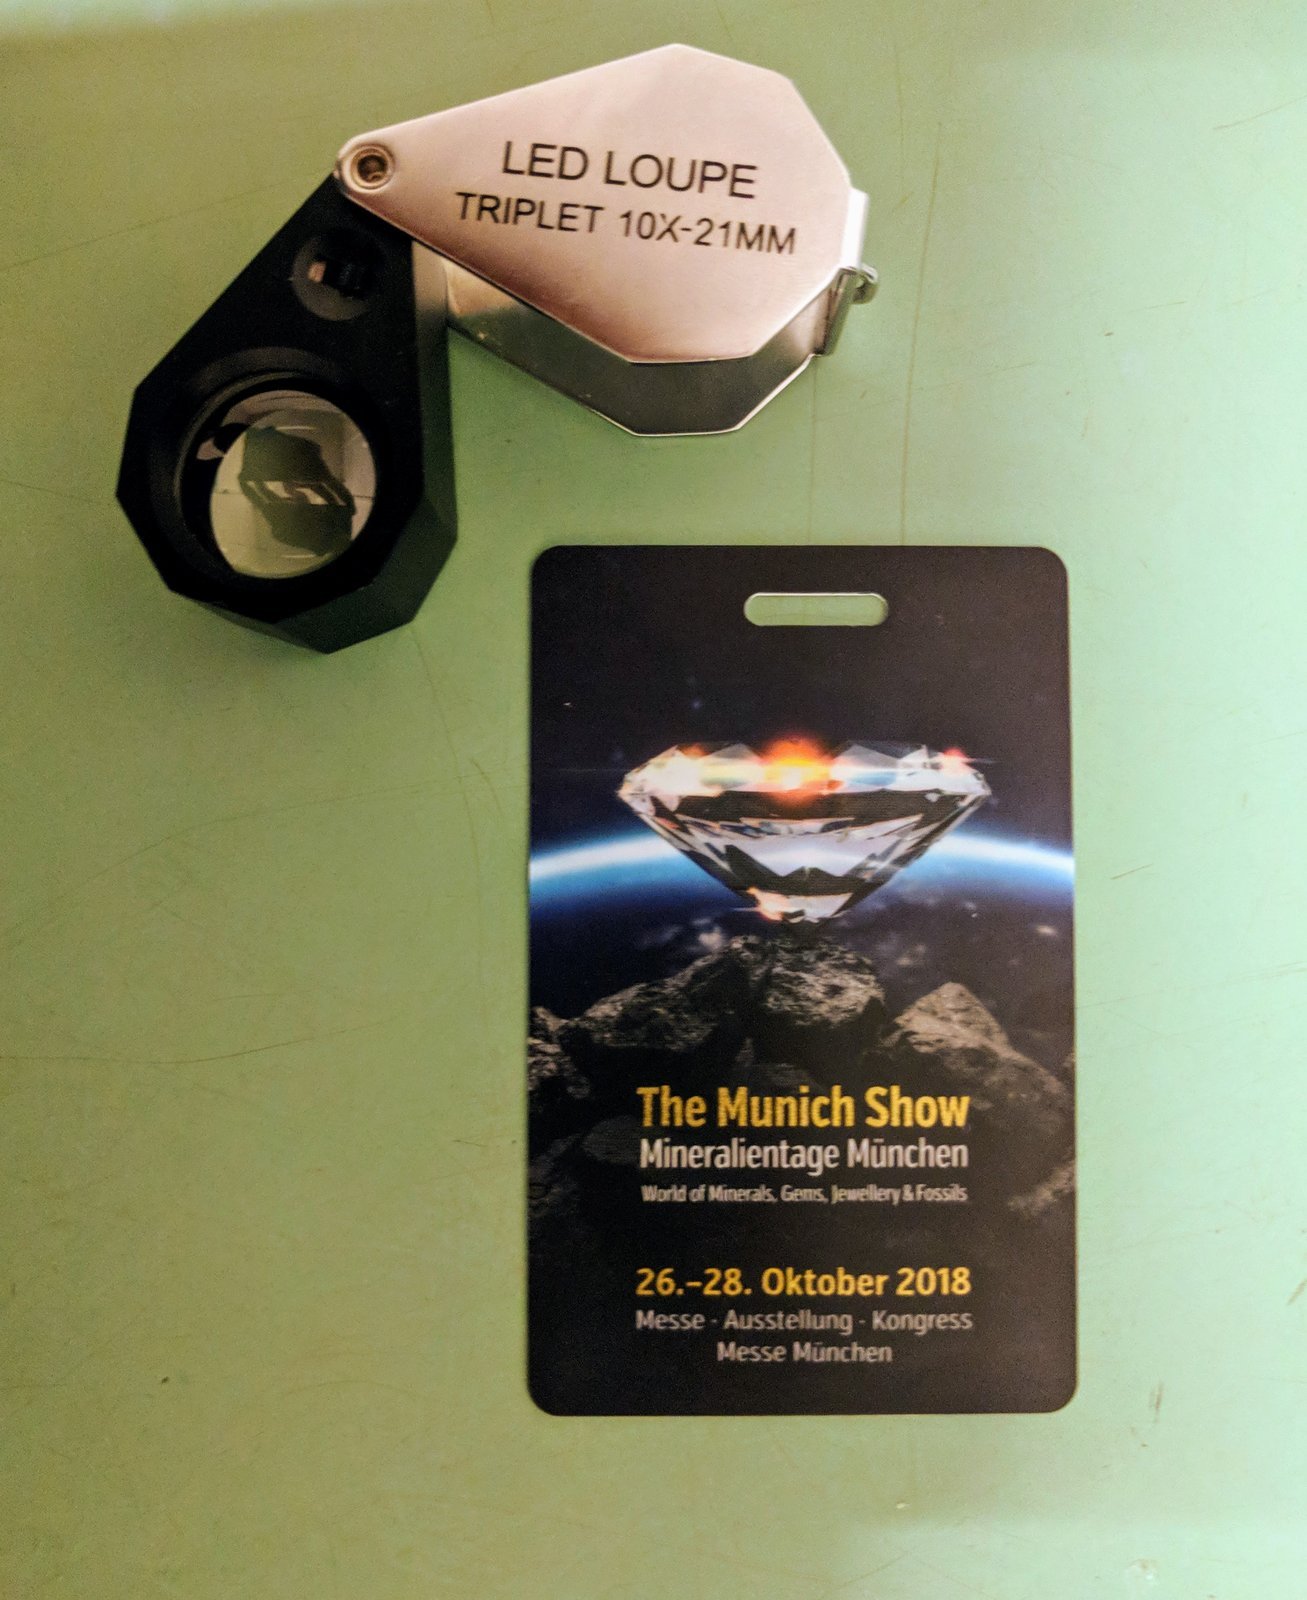 LED LOUPE
TRIPLET 10X-21MM
The Munich Show
Mineralientage München
World of Minerals, Gems, Jewellery & Fossils
26.–28. Oktober 2018
Messe · Ausstellung · Kongress
Messe München